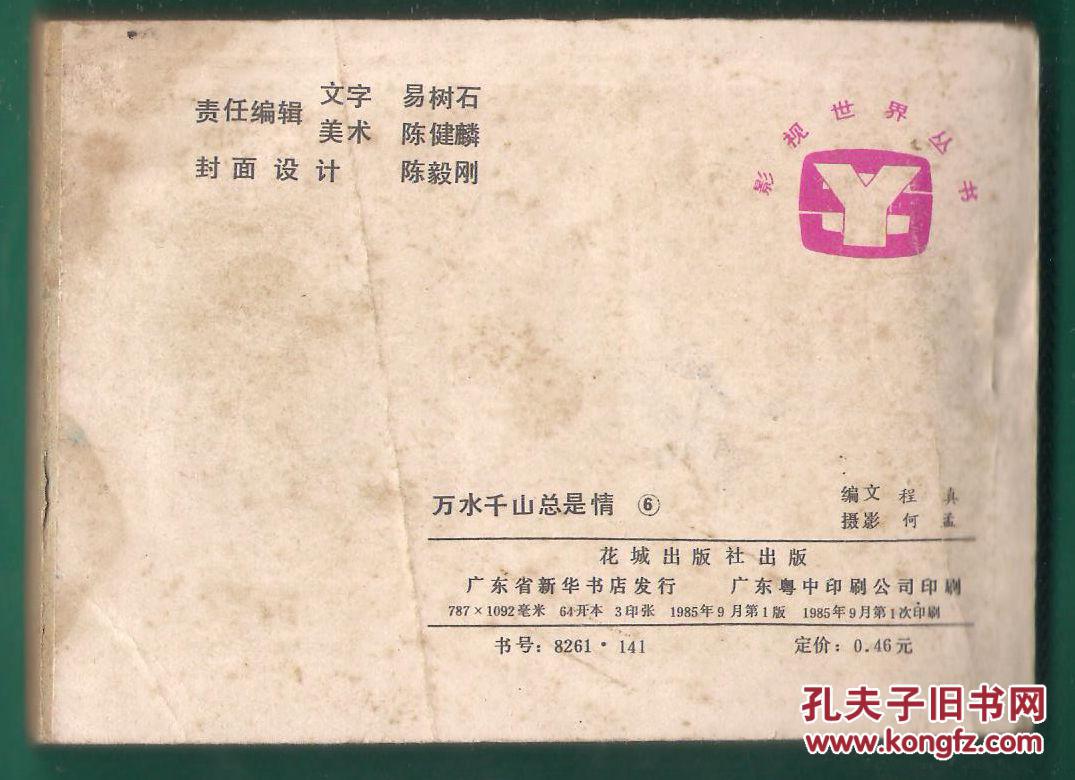 责任编辑 文字 易树石
美术 陈健麟
封面设计 陈毅刚
影视世界丛书
万水千山总是情 ⑥
编文 程真
摄影 何孟
花城出版社出版
广东省新华书店发行 广东粤中印刷公司印刷
787×1092毫米 64开本 3印张 1985年9月第1版 1985年9月第1次印刷
书号：8261·141 定价：0.46元
孔夫子旧书网
www.kongfz.com